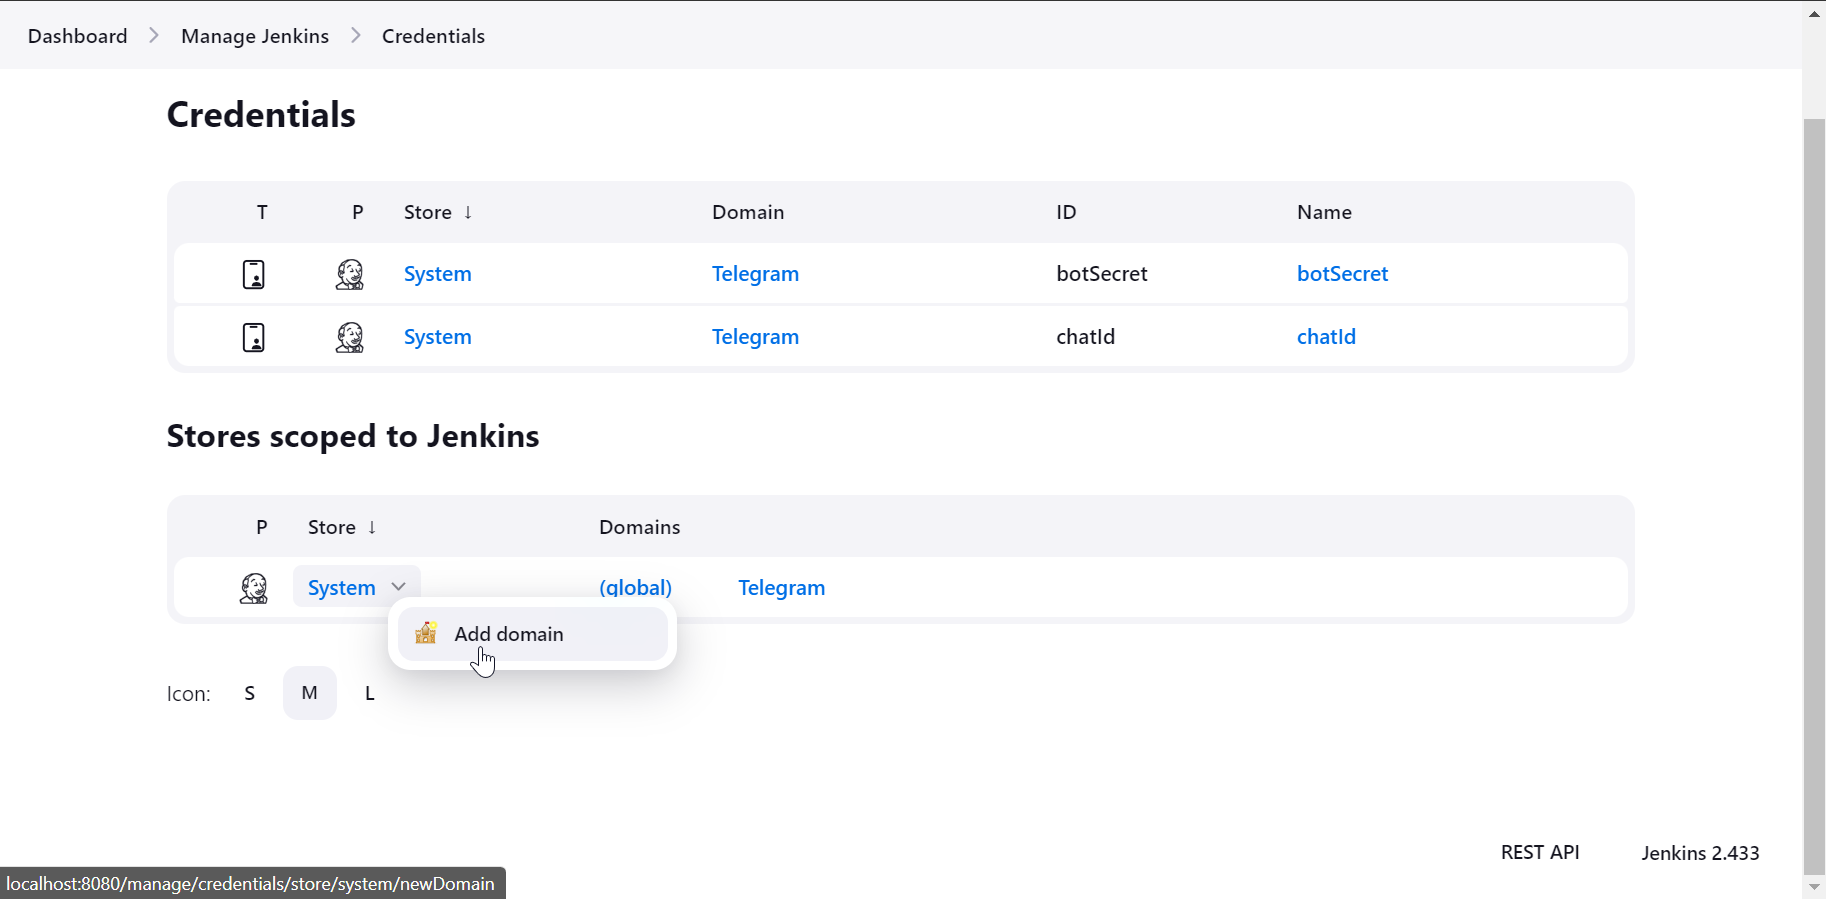 Dashboard > Manage Jenkins > Credentials
Credentials
T P Store ↓ Domain ID Name
System Telegram botSecret botSecret
System Telegram chatId chatId
Stores scoped to Jenkins
P Store ↓ Domains
System (global) Telegram
Add domain
Icon: S M L
REST API Jenkins 2.433
localhost:8080/manage/credentials/store/system/newDomain